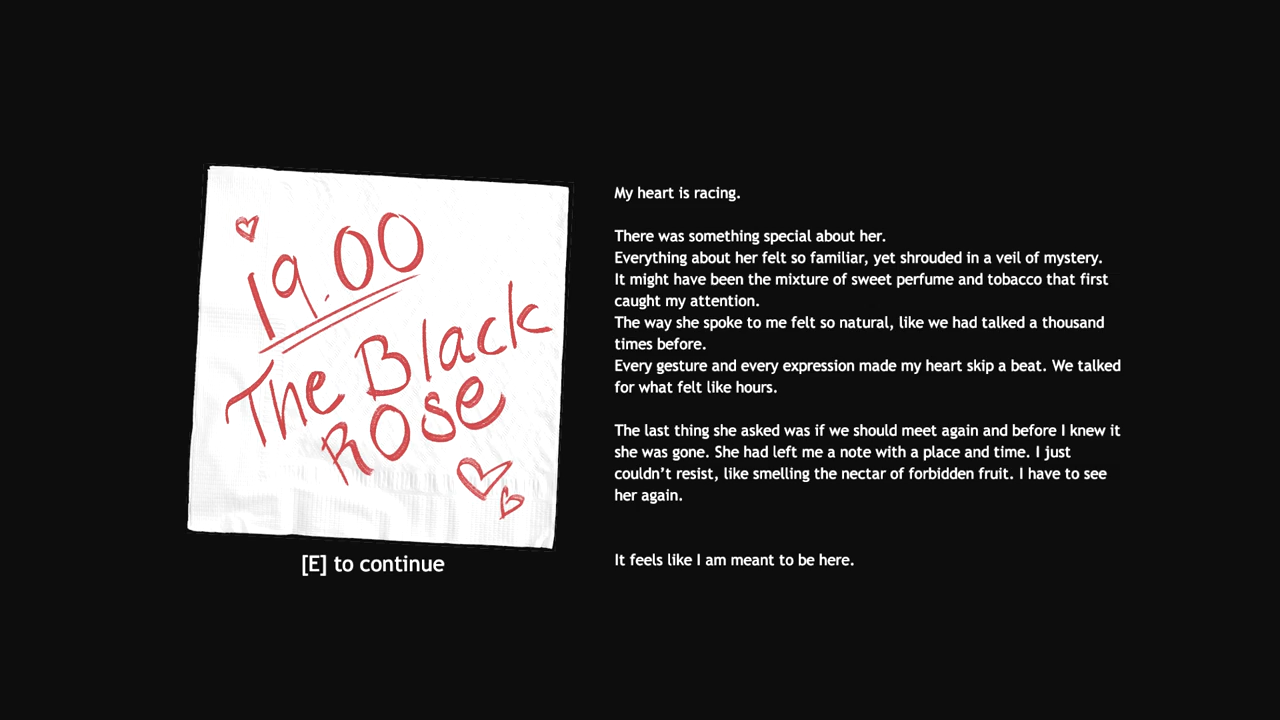 19.00
The Black
Rose
[E] to continue
My heart is racing.
There was something special about her.
Everything about her felt so familiar, yet shrouded in a veil of mystery.
It might have been the mixture of sweet perfume and tobacco that first
caught my attention.
The way she spoke to me felt so natural, like we had talked a thousand
times before.
Every gesture and every expression made my heart skip a beat. We talked
for what felt like hours.
The last thing she asked was if we should meet again and before I knew it
she was gone. She had left me a note with a place and time. I just
couldn't resist, like smelling the nectar of forbidden fruit. I have to see
her again.
It feels like I am meant to be here.